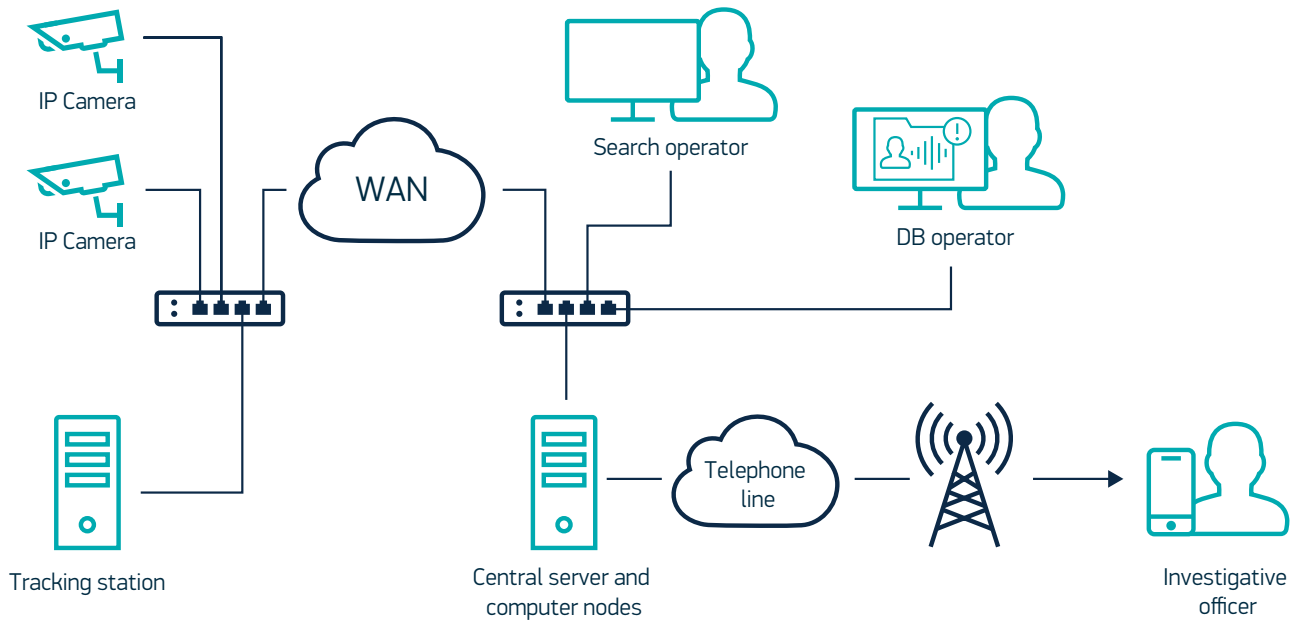 IP Camera
IP Camera
WAN
Search operator
DB operator
Tracking station
Central server and
computer nodes
Telephone
line
Investigative
officer